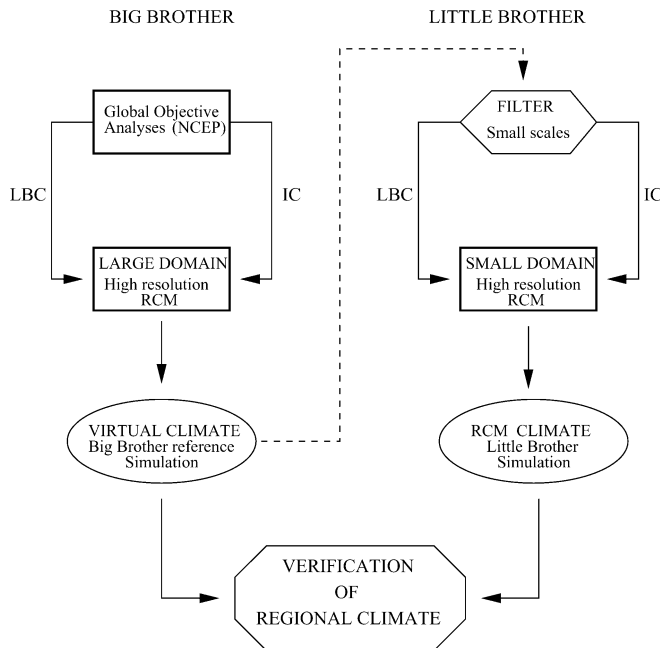 BIG BROTHER
Global Objective
Analyses (NCEP)
LBC
IC
LARGE DOMAIN
High resolution
RCM
VIRTUAL CLIMATE
Big Brother reference
Simulation
LITTLE BROTHER
FILTER
Small scales
LBC
IC
SMALL DOMAIN
High resolution
RCM
RCM CLIMATE
Little Brother
Simulation
VERIFICATION
OF
REGIONAL CLIMATE